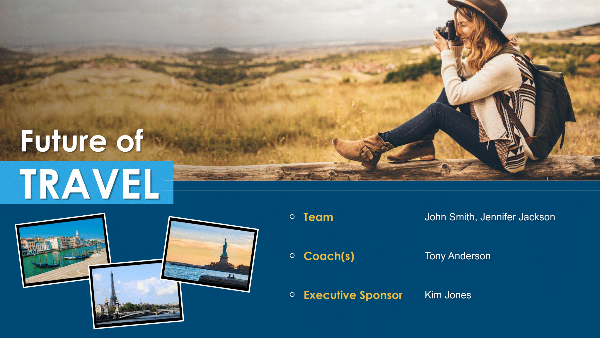 Future of
TRAVEL
Team John Smith, Jennifer Jackson
Coach(s) Tony Anderson
Executive Sponsor Kim Jones